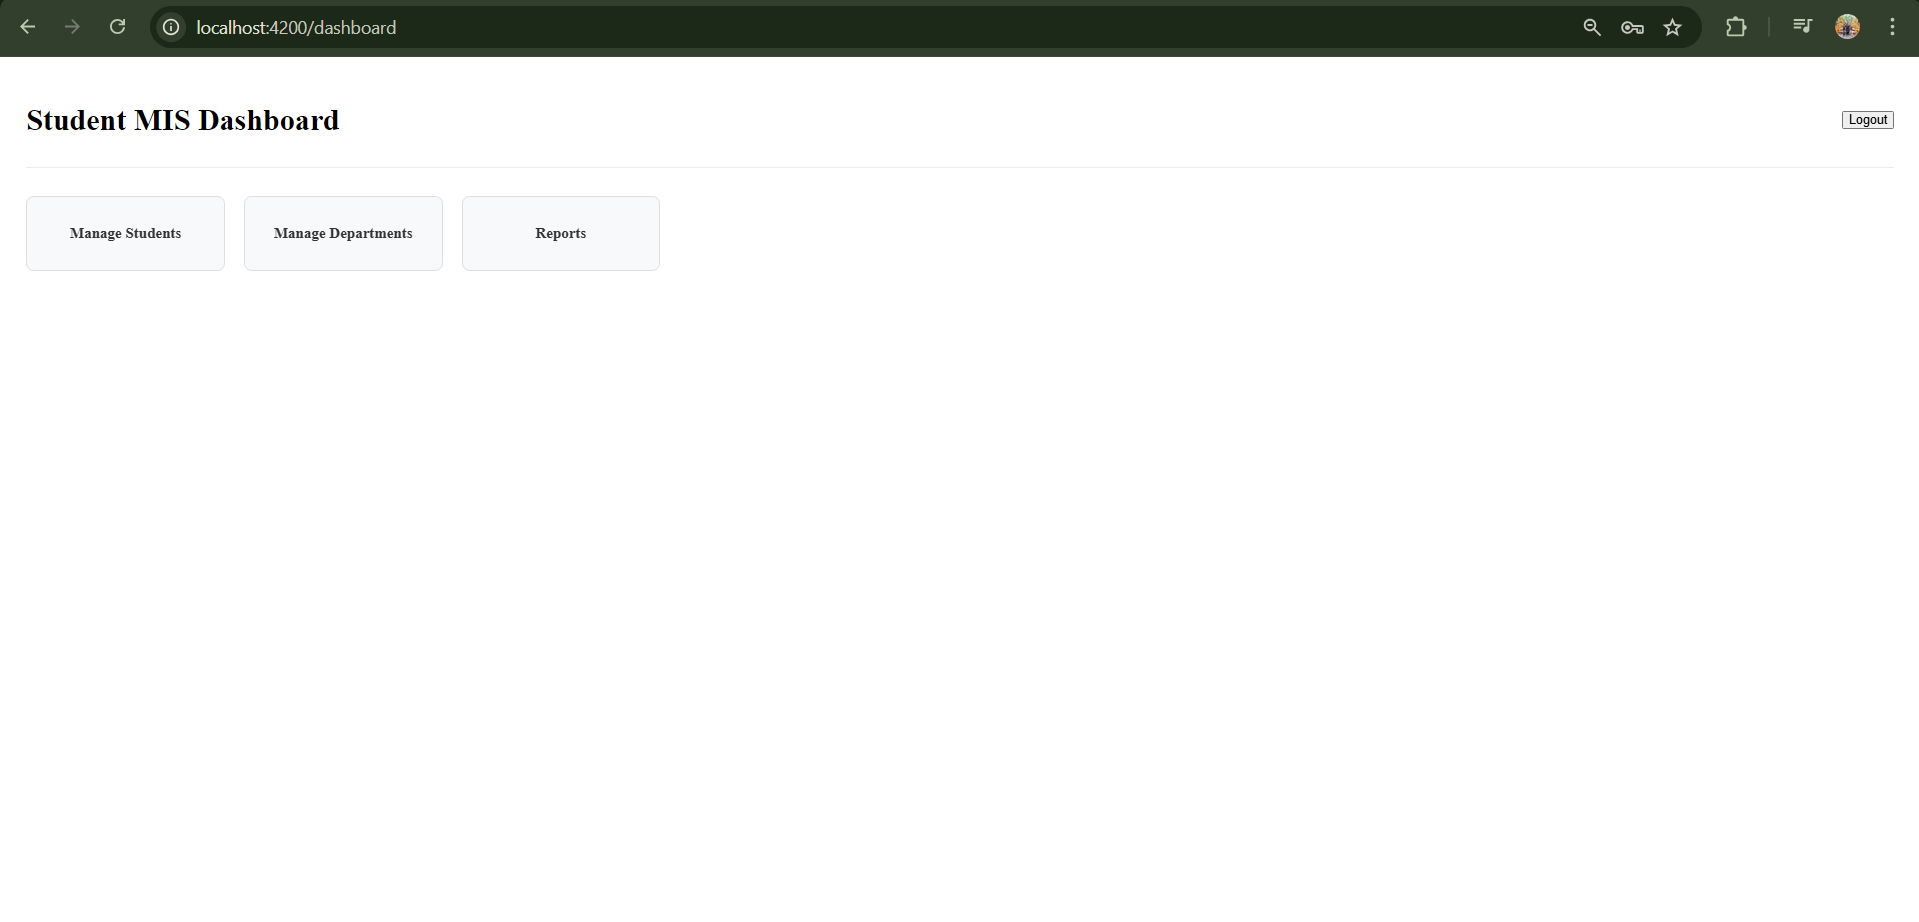 localhost:4200/dashboard
Student MIS Dashboard
Logout
Manage Students
Manage Departments
Reports